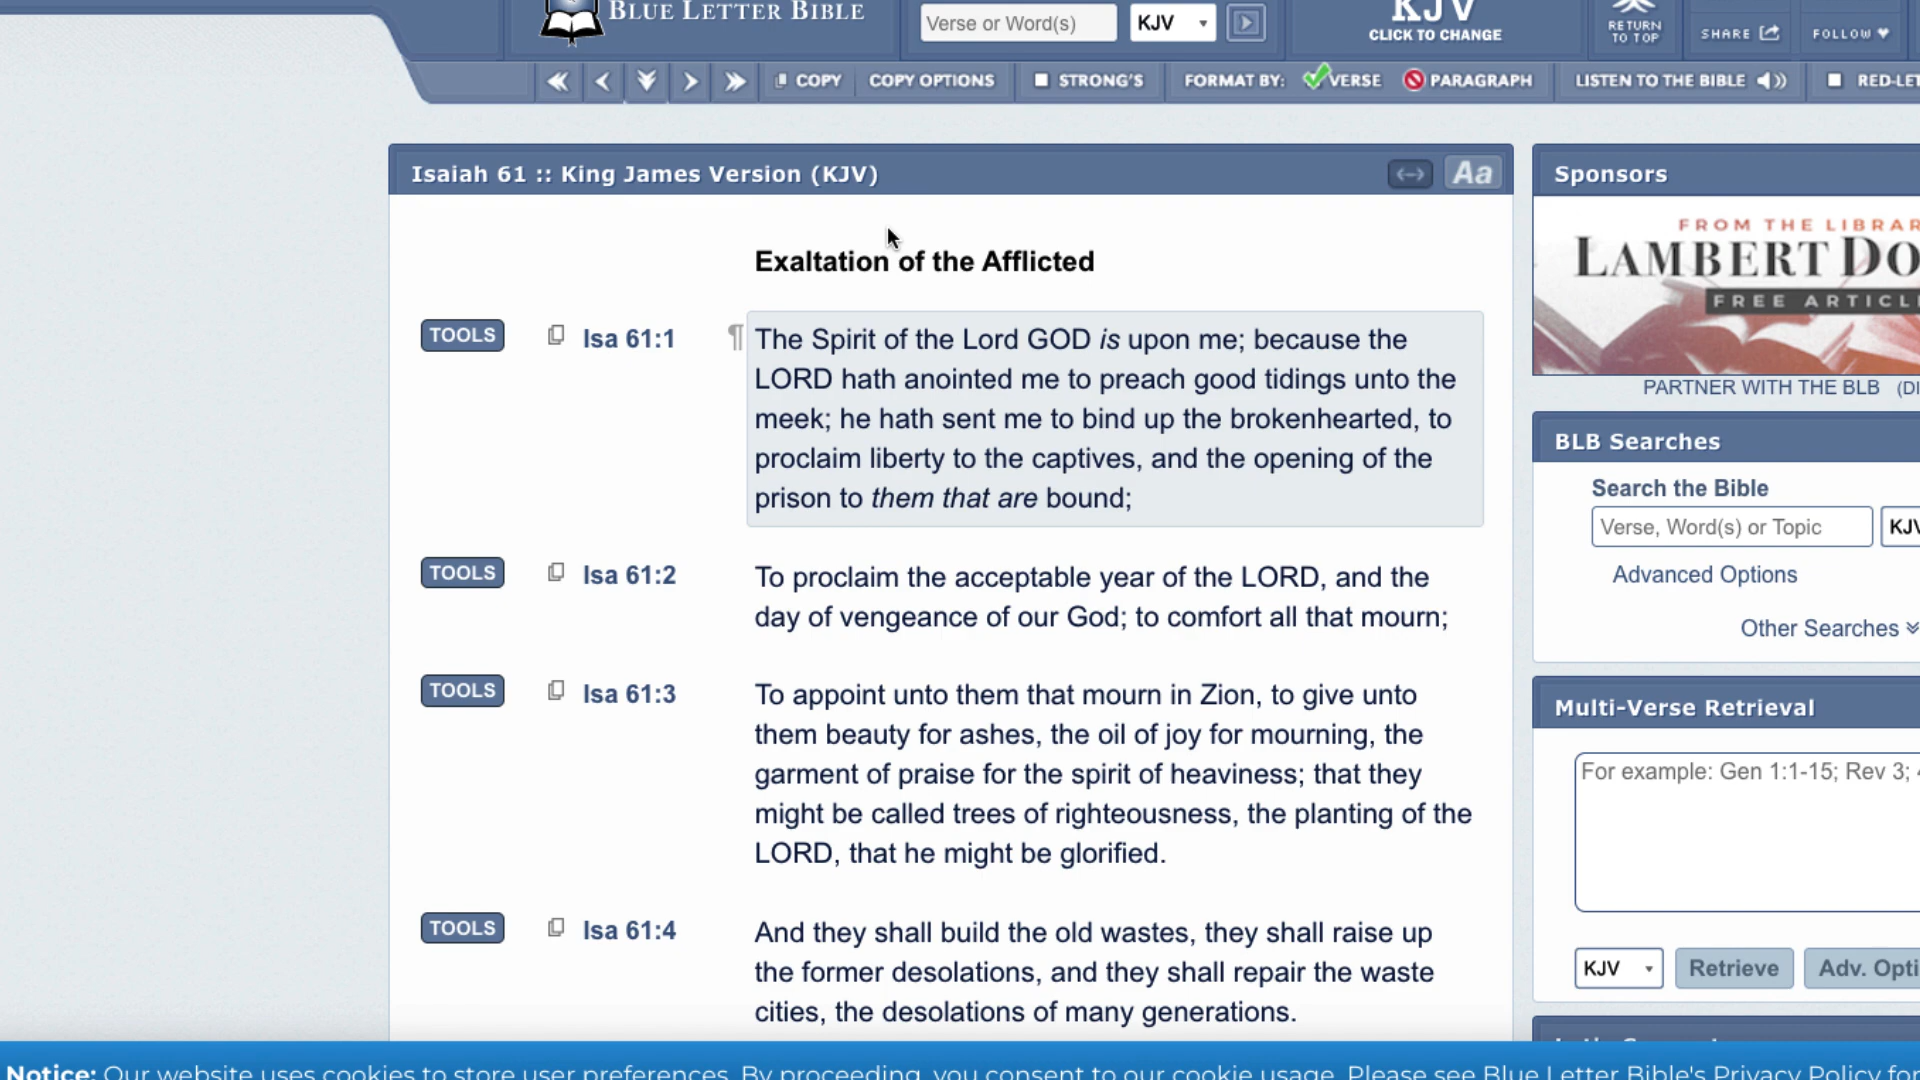 BLUE LETTER BIBLE
Verse or Word(s)
KJV
KJV
CLICK TO CHANGE
RETURN
TO TOP
SHARE
FOLLOW
COPY
COPY OPTIONS
STRONG'S
FORMAT BY:
VERSE
PARAGRAPH
LISTEN TO THE BIBLE
RED-LET
Isaiah 61 :: King James Version (KJV)
Aa
Exaltation of the Afflicted
TOOLS
Isa 61:1
¶ The Spirit of the Lord GOD is upon me; because the
LORD hath anointed me to preach good tidings unto the
meek; he hath sent me to bind up the brokenhearted, to
proclaim liberty to the captives, and the opening of the
prison to them that are bound;
TOOLS
Isa 61:2
To proclaim the acceptable year of the LORD, and the
day of vengeance of our God; to comfort all that mourn;
TOOLS
Isa 61:3
To appoint unto them that mourn in Zion, to give unto
them beauty for ashes, the oil of joy for mourning, the
garment of praise for the spirit of heaviness; that they
might be called trees of righteousness, the planting of the
LORD, that he might be glorified.
TOOLS
Isa 61:4
And they shall build the old wastes, they shall raise up
the former desolations, and they shall repair the waste
cities, the desolations of many generations.
Sponsors
FROM THE LIBRAR
LAMBERT DO
FREE ARTICL
PARTNER WITH THE BLB (DI
BLB Searches
Search the Bible
Verse, Word(s) or Topic
KJV
Advanced Options
Other Searches
Multi-Verse Retrieval
For example: Gen 1:1-15; Rev 3;
KJV
Retrieve
Adv. Opti
Notice: Our website uses cookies to store user preferences. By proceeding, you consent to our cookie usage. Please see Blue Letter Bible's Privacy Policy for